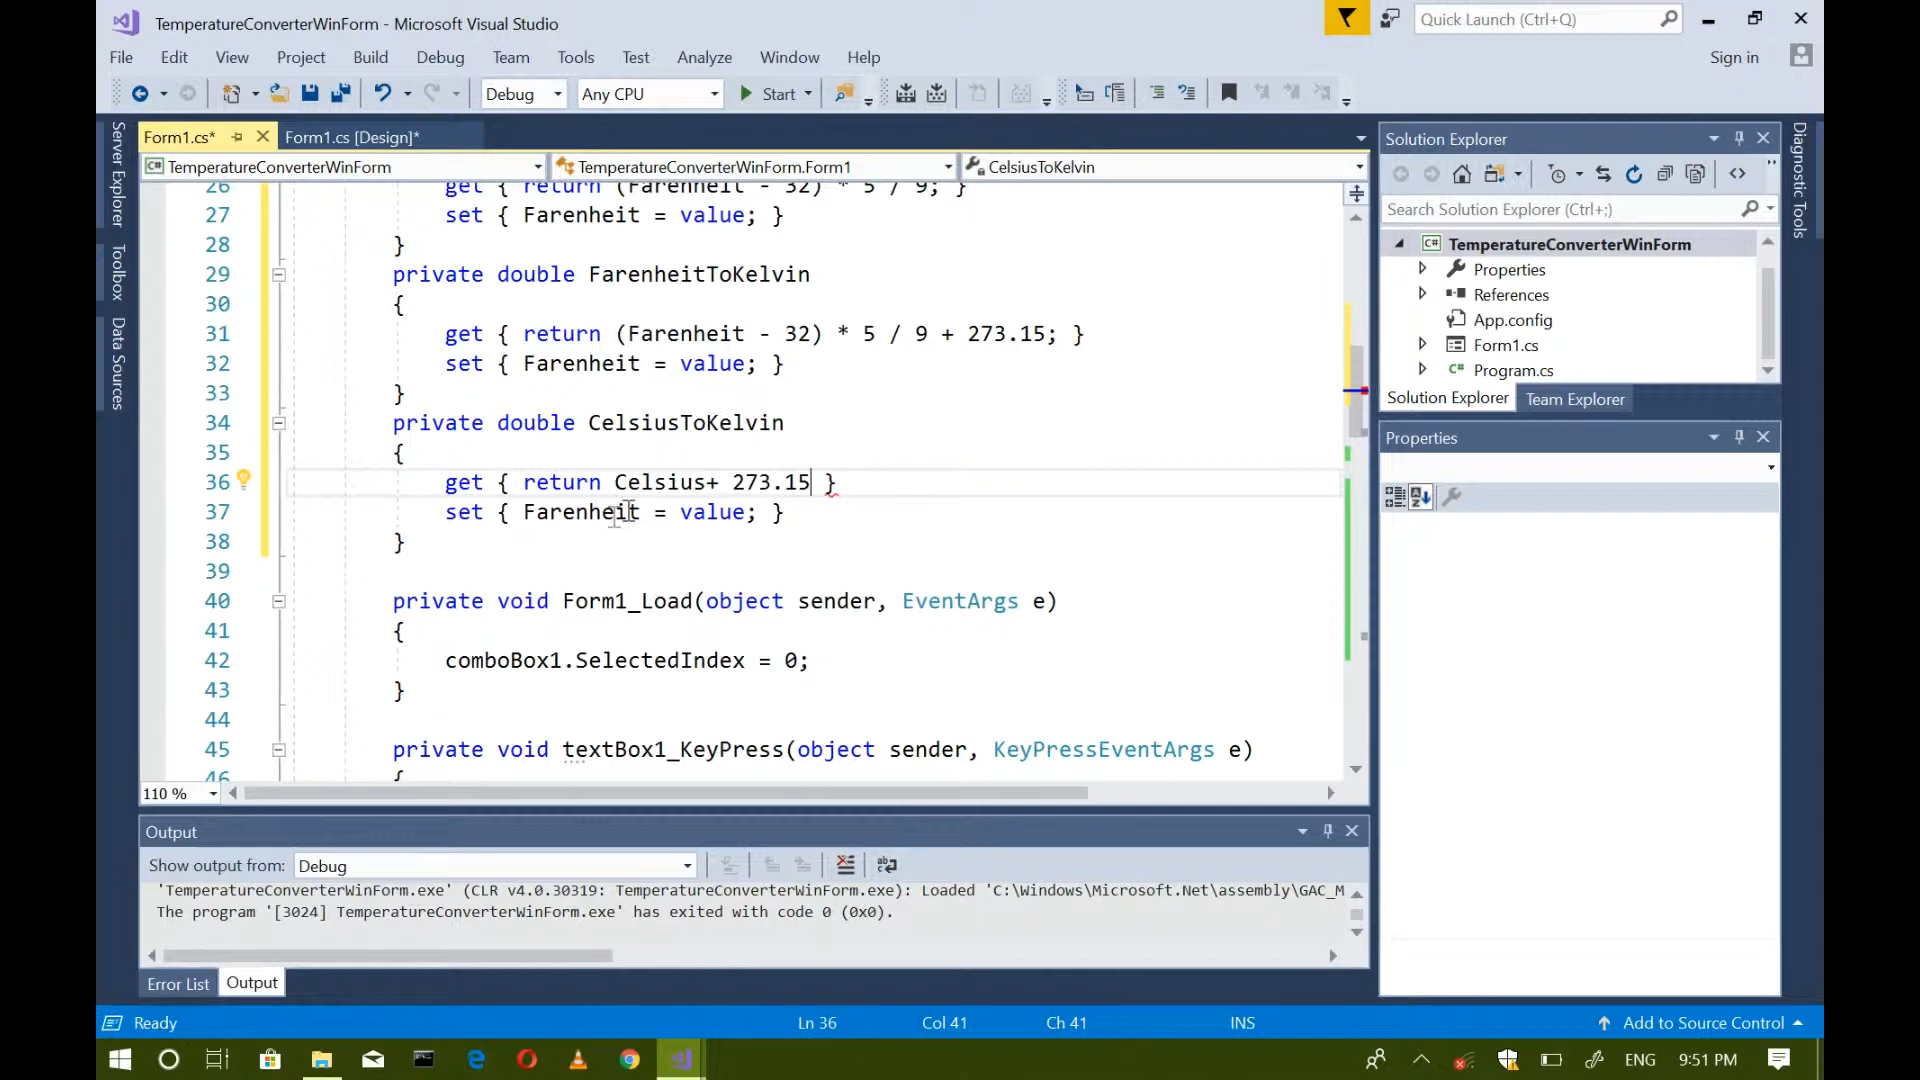 TemperatureConverterWinForm - Microsoft Visual Studio
Quick Launch (Ctrl+Q)
File Edit View Project Build Debug Team Tools Test Analyze Window Help
Sign in
Debug Any CPU Start
Form1.cs* Form1.cs [Design]*
TemperatureConverterWinForm TemperatureConverterWinForm.Form1 CelsiusToKelvin
Server Explorer
Toolbox
Data Sources
26 get { return (Farenheit - 32) * 5 / 9; }
27 set { Farenheit = value; }
28 }
29 private double FarenheitToKelvin
30 {
31 get { return (Farenheit - 32) * 5 / 9 + 273.15; }
32 set { Farenheit = value; }
33 }
34 private double CelsiusToKelvin
35 {
36 get { return Celsius+ 273.15 }
37 set { Farenheit = value; }
38 }
39
40 private void Form1_Load(object sender, EventArgs e)
41 {
42 comboBox1.SelectedIndex = 0;
43 }
44
45 private void textBox1_KeyPress(object sender, KeyPressEventArgs e)
46 {
110 %
Output
Show output from: Debug
'TemperatureConverterWinForm.exe' (CLR v4.0.30319: TemperatureConverterWinForm.exe): Loaded 'C:\Windows\Microsoft.Net\assembly\GAC_M
The program '[3024] TemperatureConverterWinForm.exe' has exited with code 0 (0x0).
Error List Output
Solution Explorer
Search Solution Explorer (Ctrl+;)
C# TemperatureConverterWinForm
Properties
References
App.config
Form1.cs
C# Program.cs
Solution Explorer Team Explorer
Properties
Diagnostic Tools
Ready Ln 36 Col 41 Ch 41 INS Add to Source Control
ENG 9:51 PM